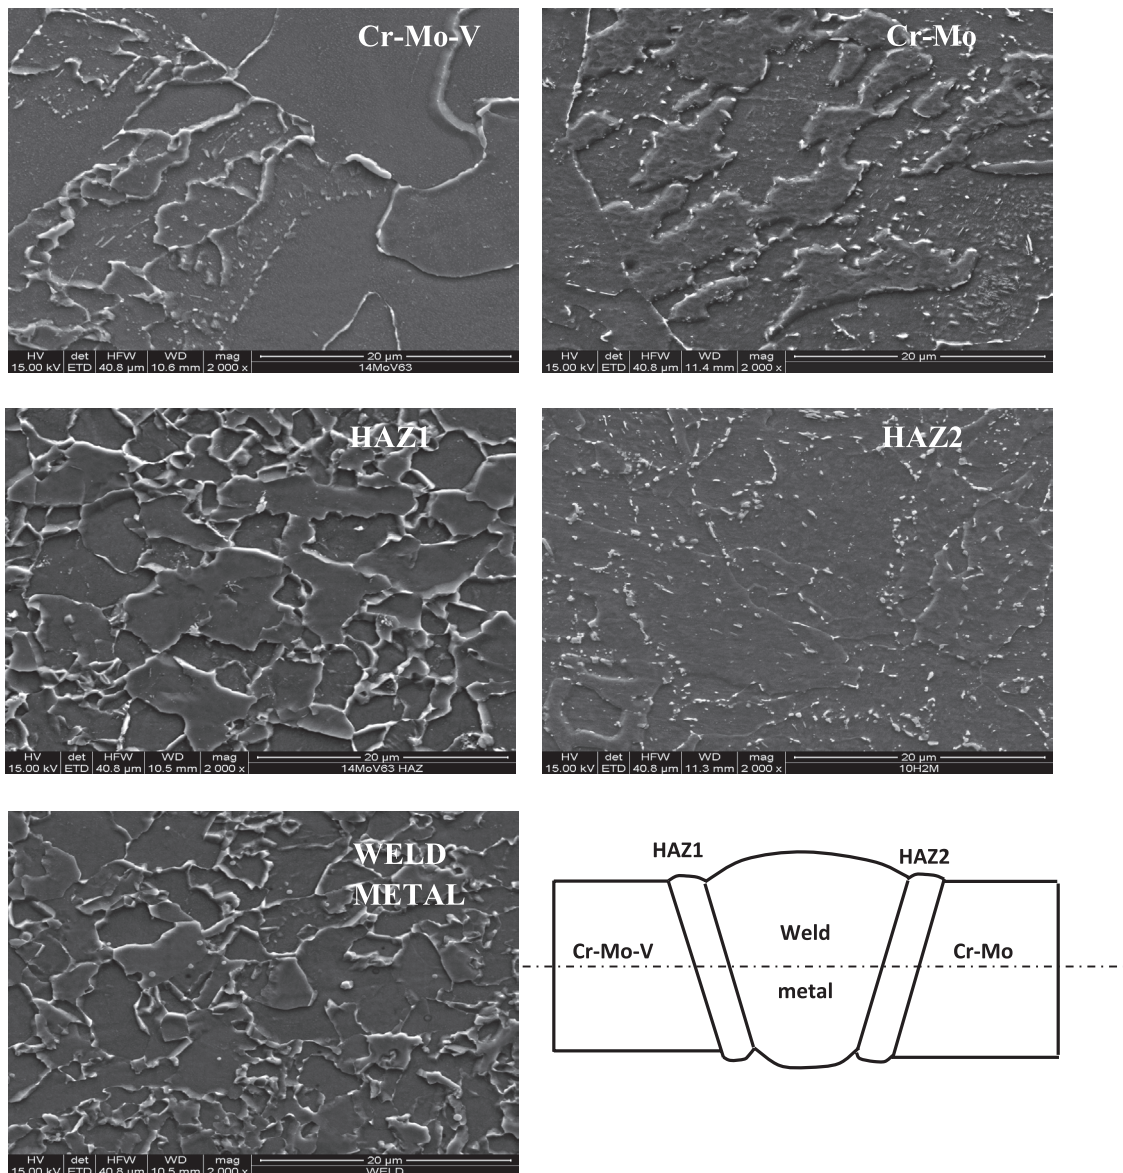 Cr-Mo-V
HV det HFW WD mag 20 µm
15.00 kV ETD 40.8 µm 10.6 mm 2 000 x 14MoV63
Cr-Mo
HV det HFW WD mag 20 µm
15.00 kV ETD 40.8 µm 11.4 mm 2 000 x
HAZ1
HV det HFW WD mag 20 µm
15.00 kV ETD 40.8 µm 10.5 mm 2 000 x 14MoV63 HAZ
HAZ2
HV det HFW WD mag 20 µm
15.00 kV ETD 40.8 µm 11.3 mm 2 000 x 10H2M
WELD
METAL
HV det HFW WD mag 20 µm
15.00 kV ETD 40.8 µm 10.5 mm 2 000 x WELD
HAZ1
HAZ2
Cr-Mo-V
Weld
metal
Cr-Mo